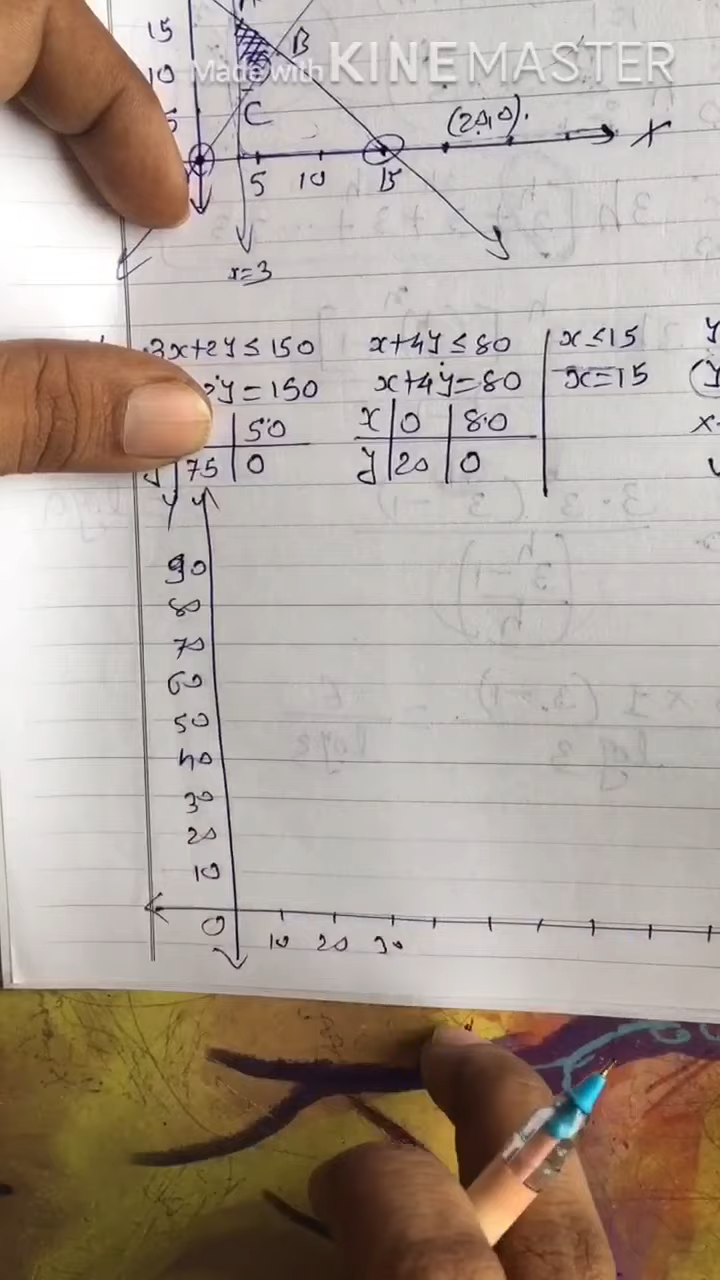 15
B
10
Made with KINEMASTER
C
(20,0).
X
5 10 15
x=3
3x+2y≤150 x+4y≤80 x≤15
y=150 x+4y=80 x=15
50 x 0 80
y 75 0 y 20 0
y
90
80
70
60
50
40
30
20
10
0
10 20 30